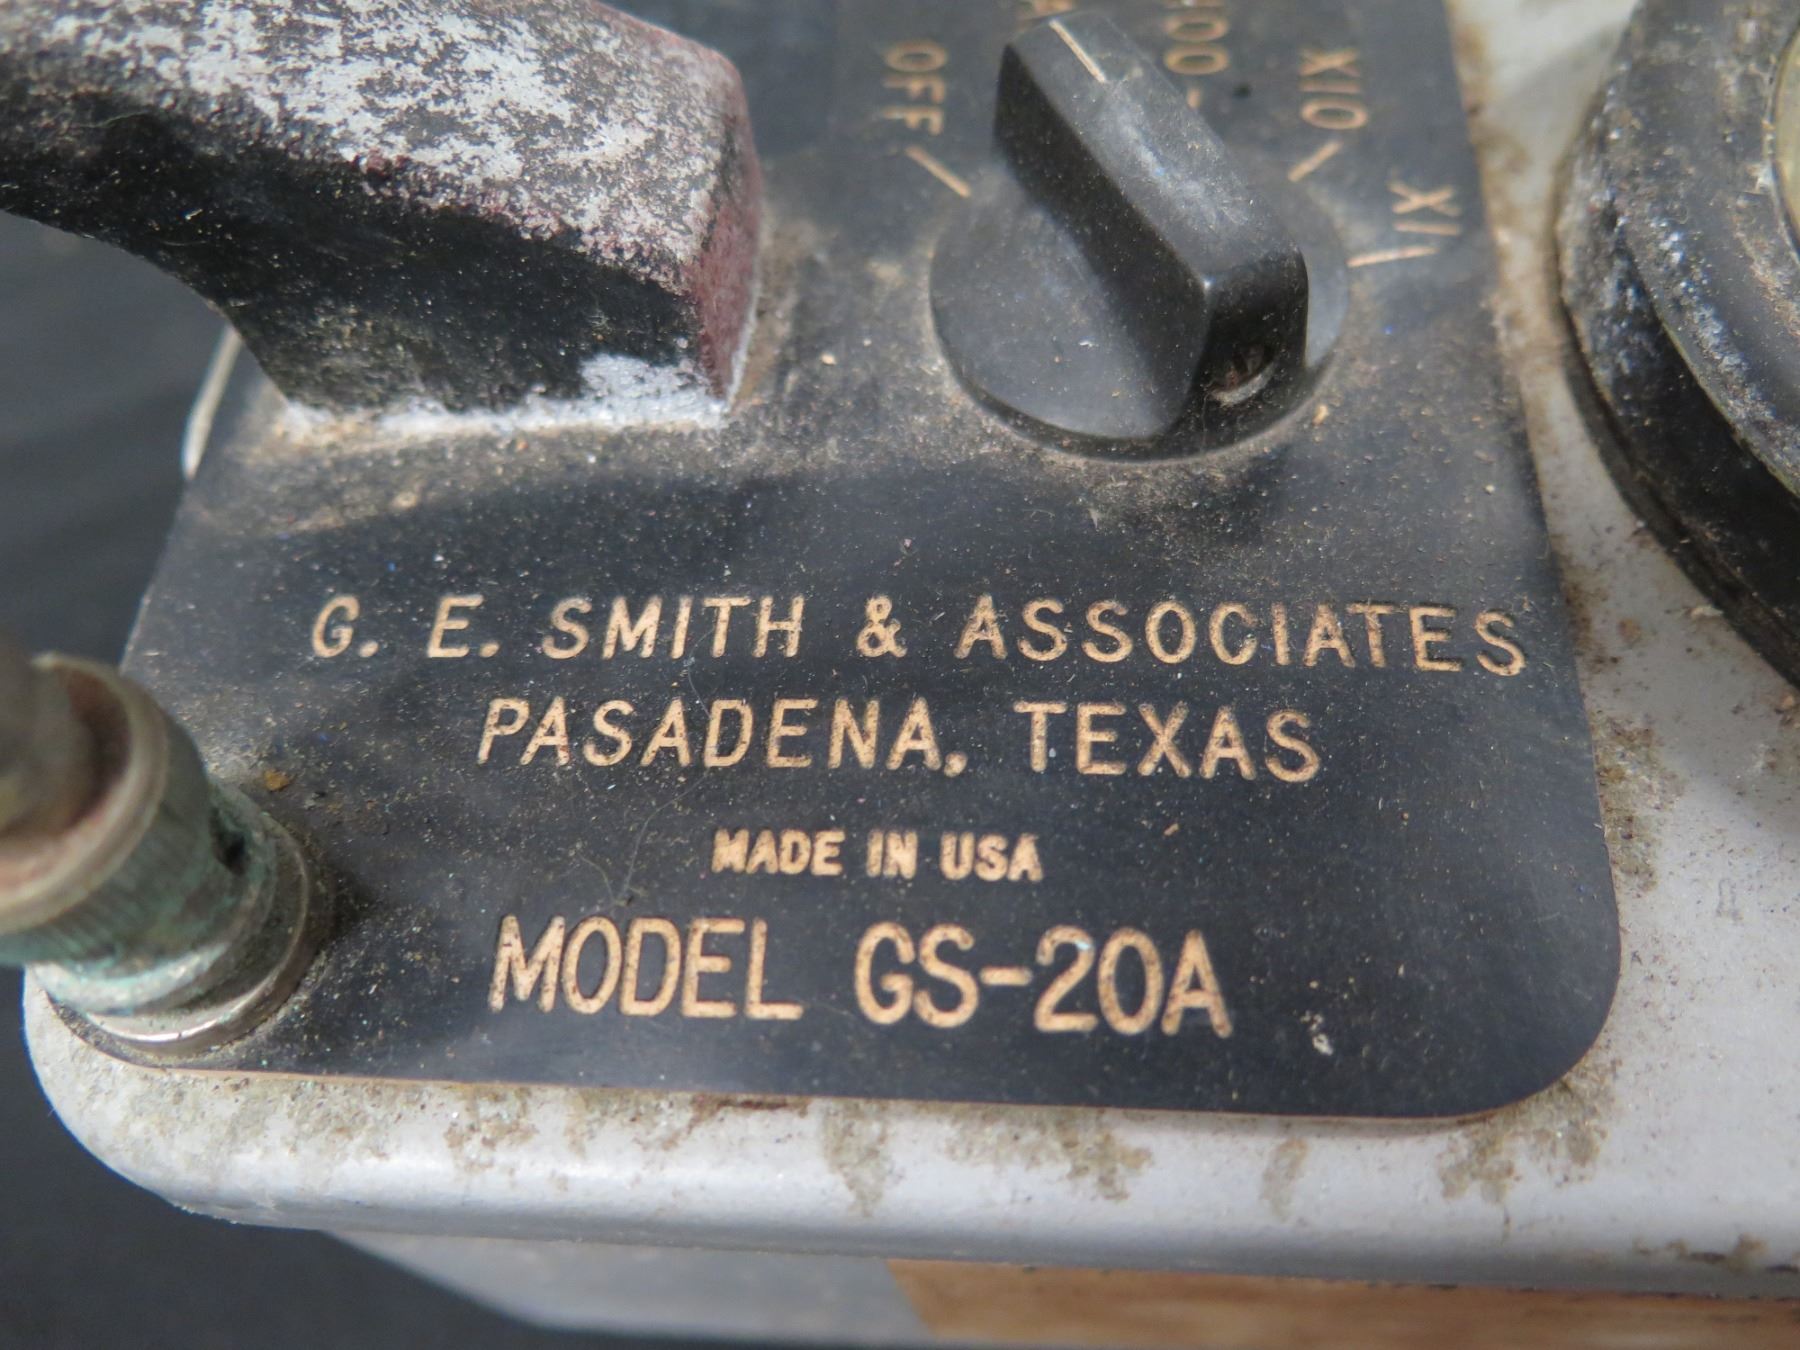 OFF
X10
X1
G. E. SMITH & ASSOCIATES
PASADENA, TEXAS
MADE IN USA
MODEL GS-20A